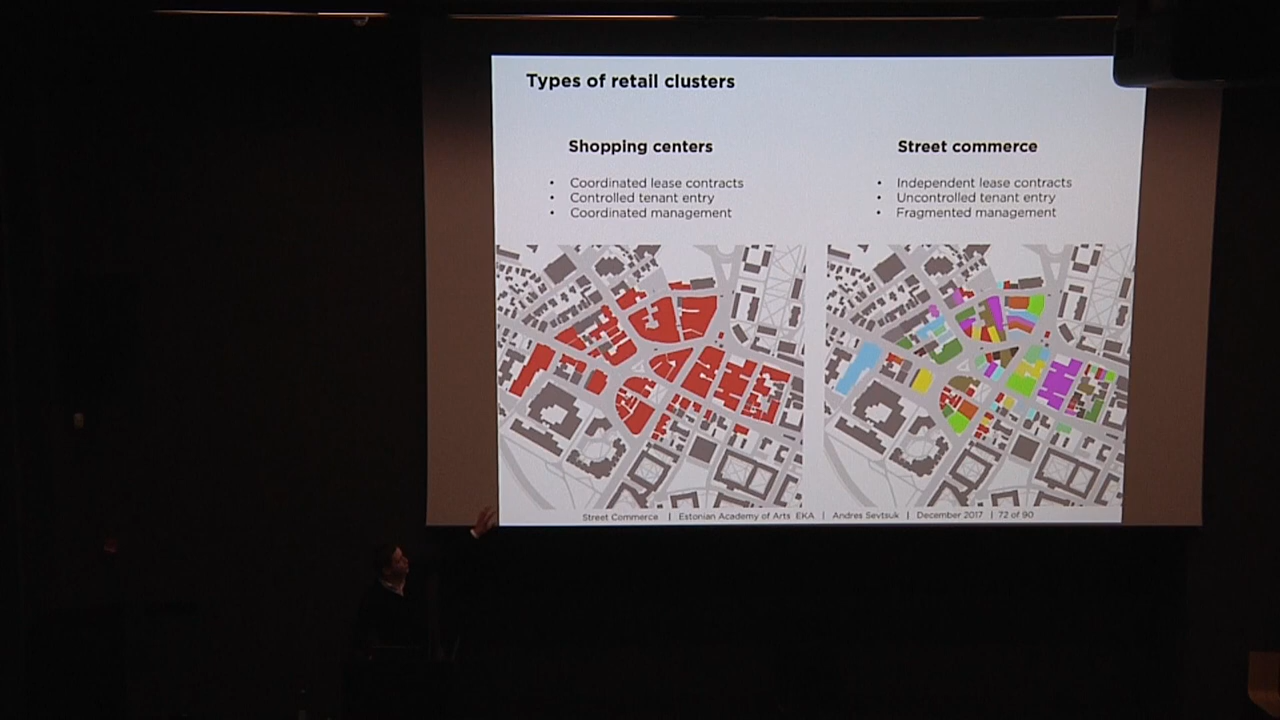 Types of retail clusters
Shopping centers
• Coordinated lease contracts
• Controlled tenant entry
• Coordinated management
Street commerce
• Independent lease contracts
• Uncontrolled tenant entry
• Fragmented management
Street Commerce | Estonian Academy of Arts EKA | Andres Sevtsuk | December 2017 | 72 of 90